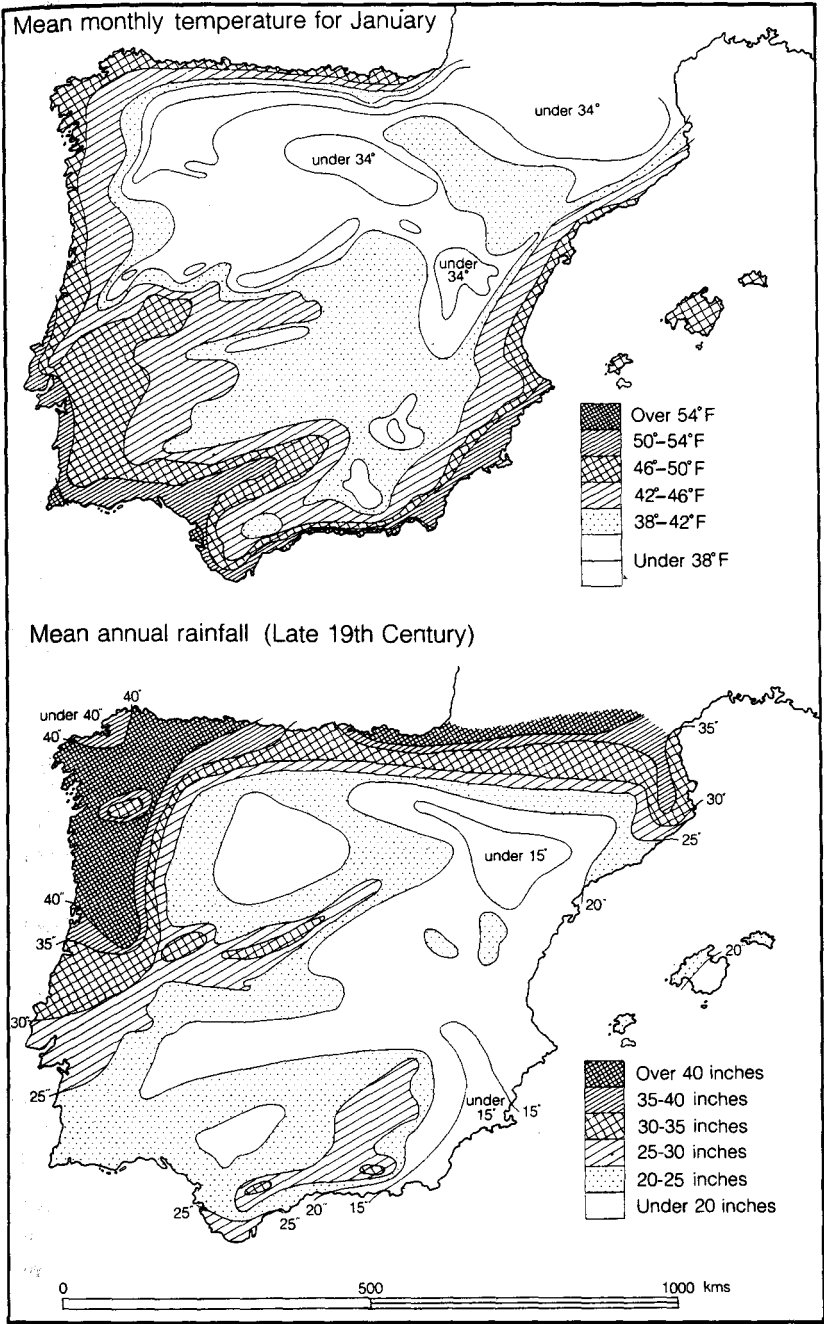 Mean monthly temperature for January
under 34°
under 34°
under
34°
Over 54°F
50°–54°F
46°–50°F
42°–46°F
38°–42°F
Under 38°F
Mean annual rainfall (Late 19th Century)
40"
under 40"
40"
35"
30"
25"
under 15"
20"
40"
35"
20"
30"
25"
under
15"
15"
25"
25"
20"
15"
Over 40 inches
35-40 inches
30-35 inches
25-30 inches
20-25 inches
Under 20 inches
0 500 1000 kms